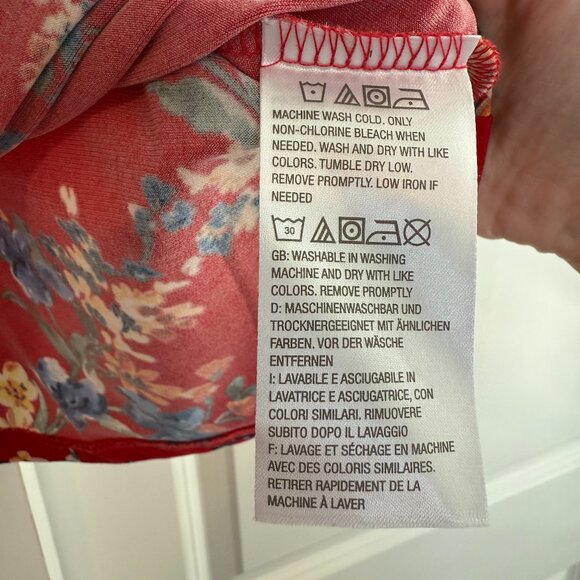 MACHINE WASH COLD. ONLY
NON-CHLORINE BLEACH WHEN
NEEDED. WASH AND DRY WITH LIKE
COLORS. TUMBLE DRY LOW.
REMOVE PROMPTLY. LOW IRON IF
NEEDED
30
GB: WASHABLE IN WASHING
MACHINE AND DRY WITH LIKE
COLORS. REMOVE PROMPTLY
D: MASCHINENWASCHBAR UND
TROCKNERGEEIGNET MIT ÄHNLICHEN
FARBEN. VOR DER WÄSCHE
ENTFERNEN
I: LAVABILE E ASCIUGABILE IN
LAVATRICE E ASCIUGATRICE, CON
COLORI SIMILARI. RIMUOVERE
SUBITO DOPO IL LAVAGGIO
F: LAVAGE ET SÉCHAGE EN MACHINE
AVEC DES COLORIS SIMILAIRES.
RETIRER RAPIDEMENT DE LA
MACHINE À LAVER